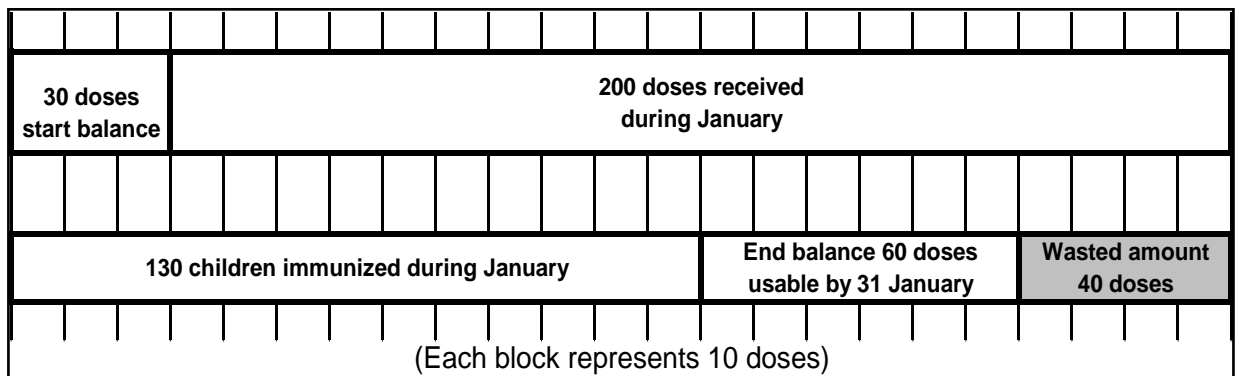 30 doses
start balance
200 doses received
during January
130 children immunized during January
End balance 60 doses
usable by 31 January
Wasted amount
40 doses
(Each block represents 10 doses)